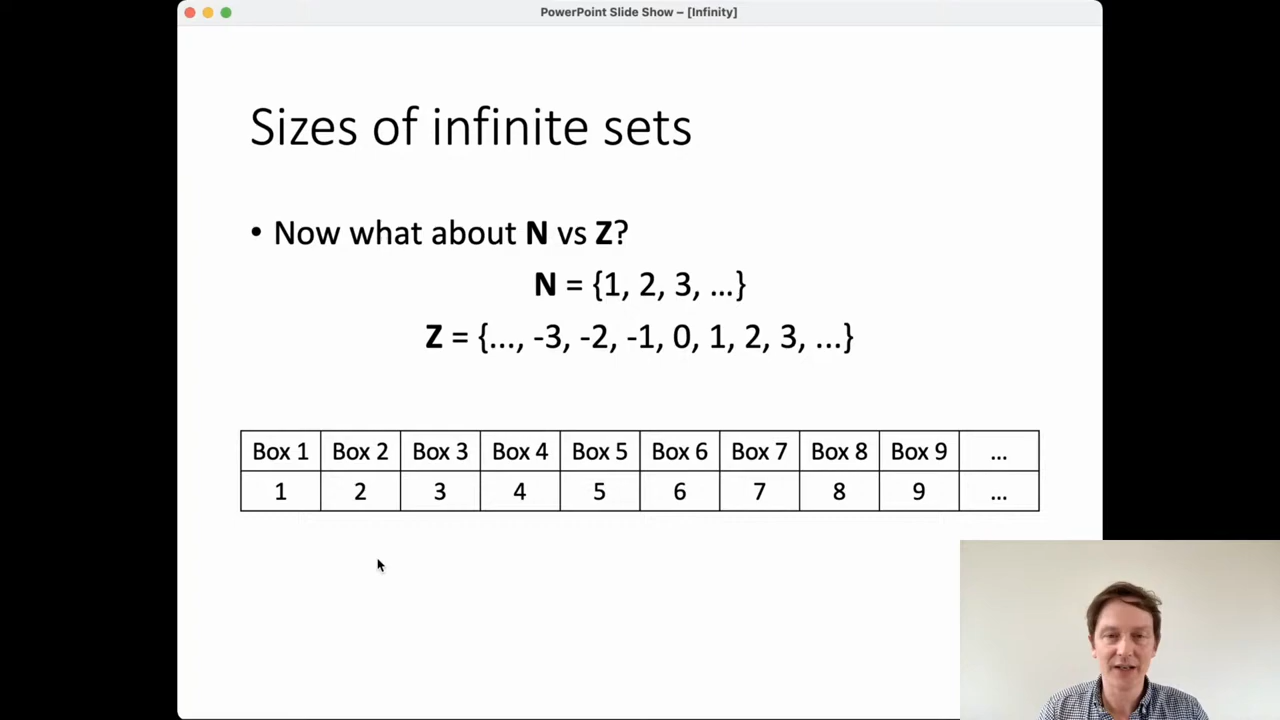 PowerPoint Slide Show – [Infinity]
Sizes of infinite sets
• Now what about N vs Z?
N = {1, 2, 3, …}
Z = {…, -3, -2, -1, 0, 1, 2, 3, …}
Box 1 Box 2 Box 3 Box 4 Box 5 Box 6 Box 7 Box 8 Box 9 …
1 2 3 4 5 6 7 8 9 …